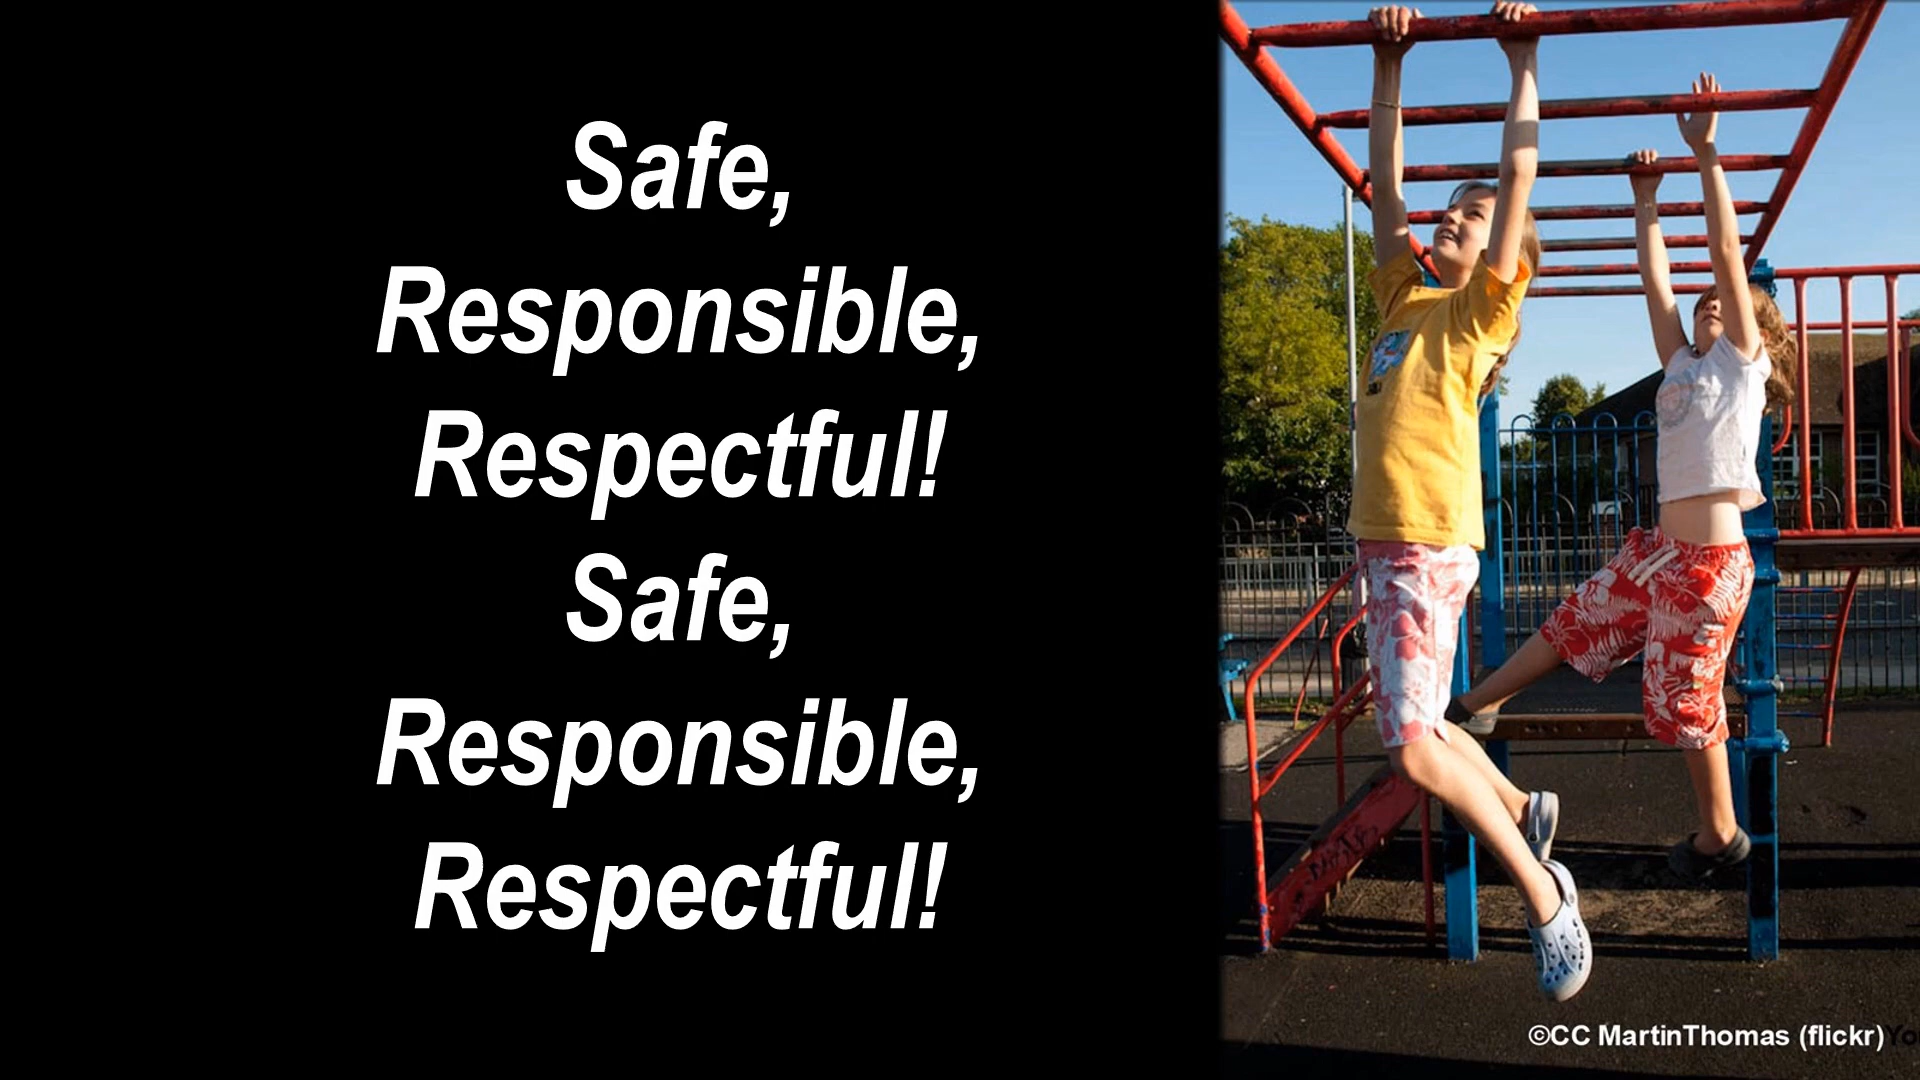 Safe,
Responsible,
Respectful!
Safe,
Responsible,
Respectful!
©CC MartinThomas (flickr)